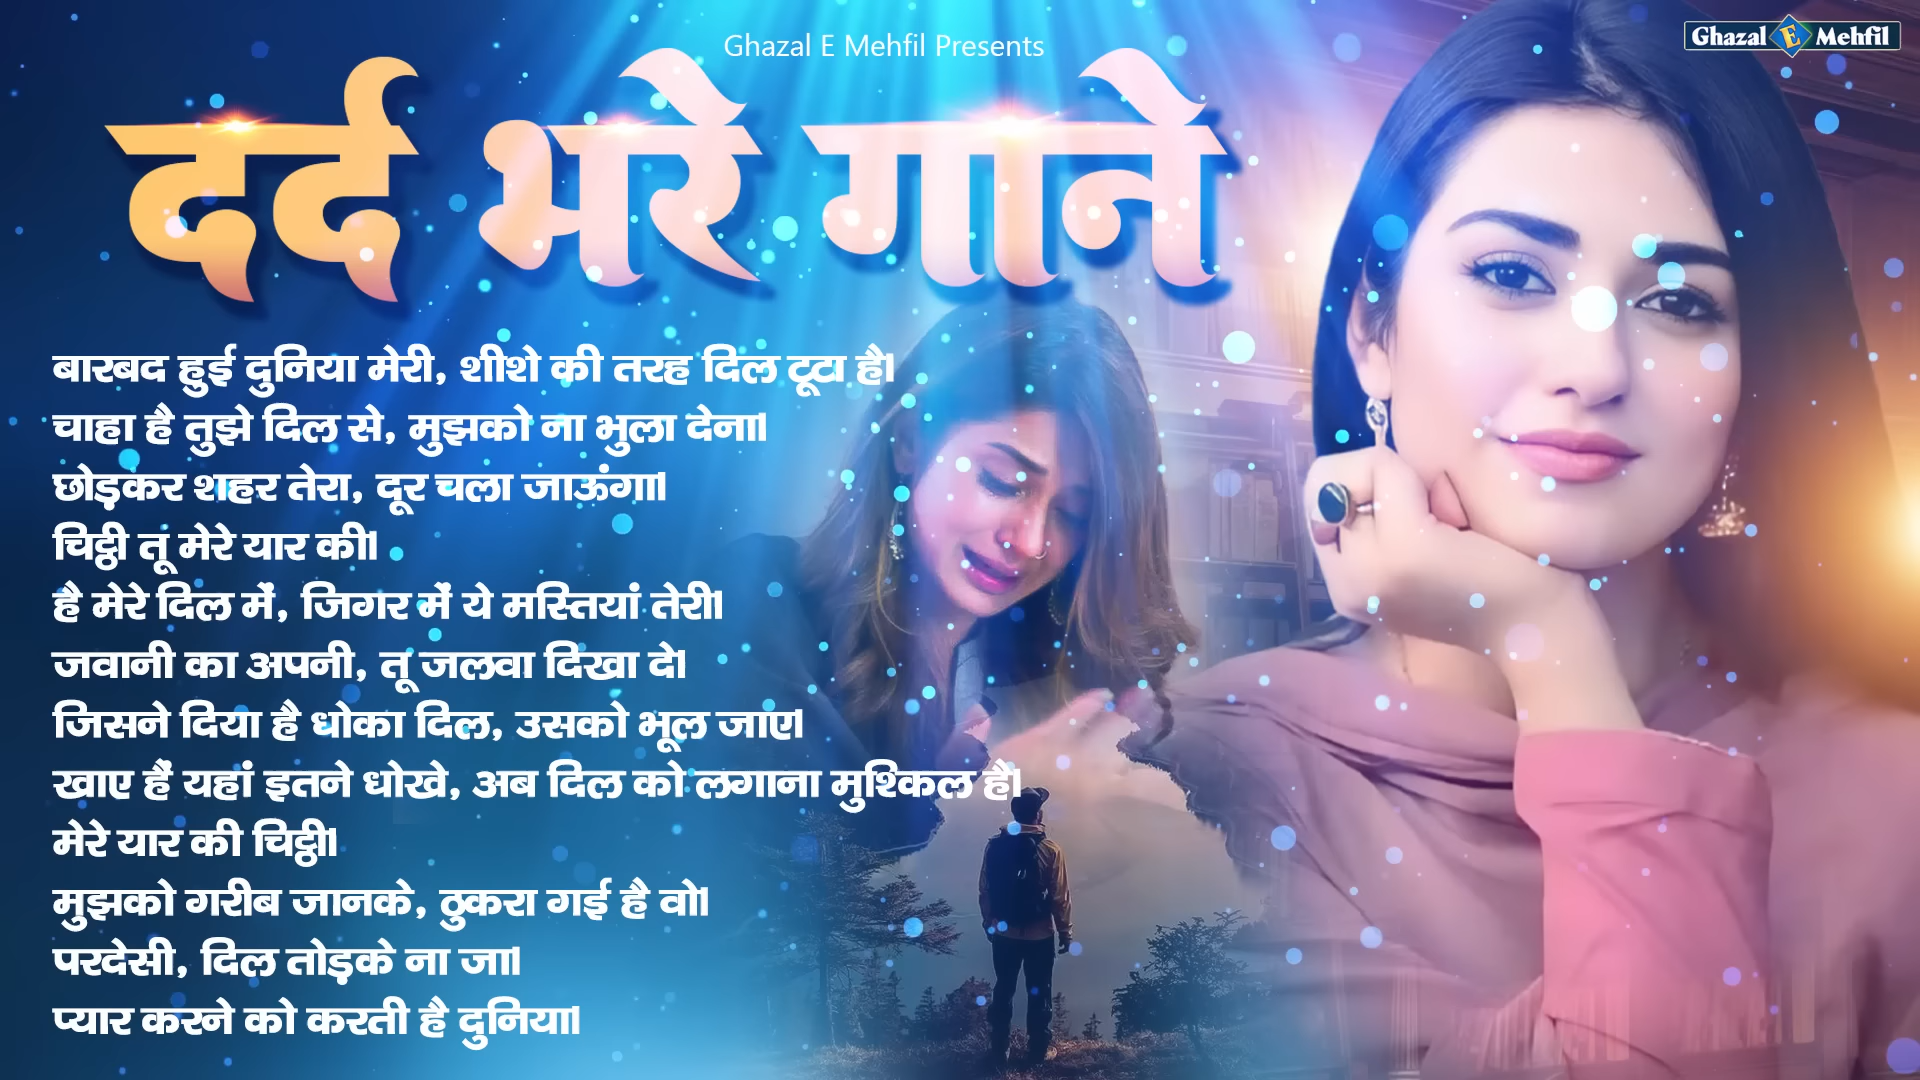 Ghazal E Mehfil Presents
Ghazal E Mehfil
दर्द भरे गाने
बारबद हुई दुनिया मेरी, शीशे की तरह दिल टूटा है।
चाहा है तुझे दिल से, मुझको ना भुला देना।
छोड़कर शहर तेरा, दूर चला जाऊंगा।
चिट्ठी तू मेरे यार की।
है मेरे दिल में, जिगर में ये मस्तियां तेरी।
जवानी का अपनी, तू जलवा दिखा दे।
जिसने दिया है धोका दिल, उसको भूल जाए।
खाए हैं यहां इतने धोखे, अब दिल को लगाना मुश्किल है।
मेरे यार की चिट्ठी।
मुझको गरीब जानके, ठुकरा गई है वो।
परदेसी, दिल तोड़के ना जा।
प्यार करने को करती है दुनिया।